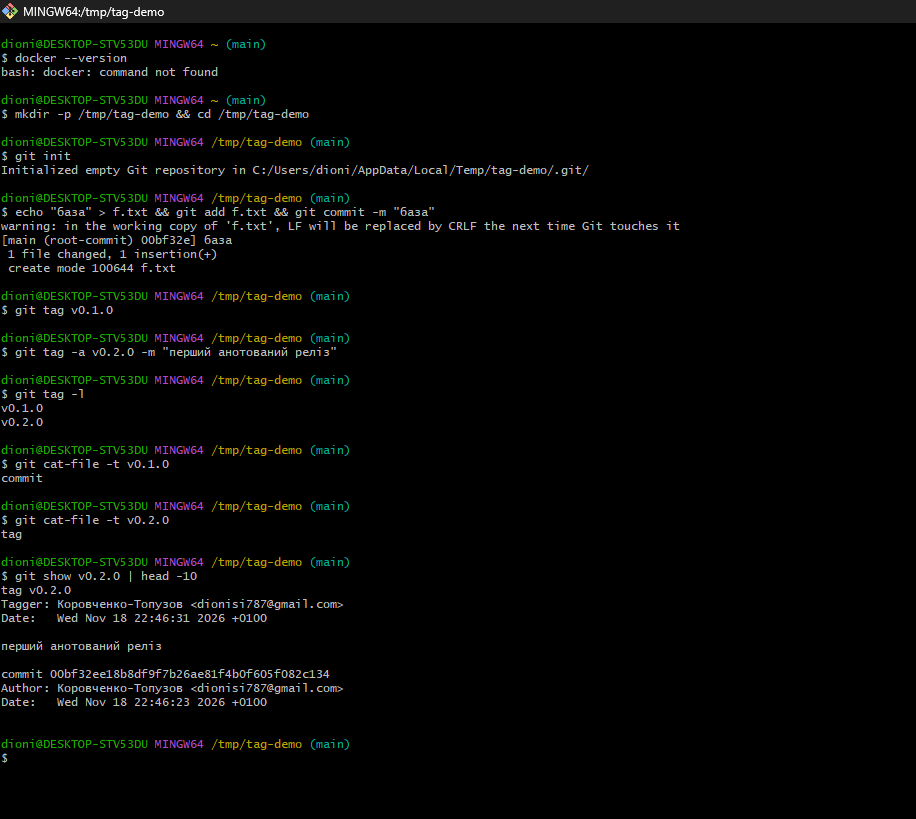 MINGW64:/tmp/tag-demo
dioni@DESKTOP-STV53DU MINGW64 ~ (main)
$ docker --version
bash: docker: command not found
dioni@DESKTOP-STV53DU MINGW64 ~ (main)
$ mkdir -p /tmp/tag-demo && cd /tmp/tag-demo
dioni@DESKTOP-STV53DU MINGW64 /tmp/tag-demo (main)
$ git init
Initialized empty Git repository in C:/Users/dioni/AppData/Local/Temp/tag-demo/.git/
dioni@DESKTOP-STV53DU MINGW64 /tmp/tag-demo (main)
$ echo "база" > f.txt && git add f.txt && git commit -m "база"
warning: in the working copy of 'f.txt', LF will be replaced by CRLF the next time Git touches it
[main (root-commit) 00bf32e] база
 1 file changed, 1 insertion(+)
 create mode 100644 f.txt
dioni@DESKTOP-STV53DU MINGW64 /tmp/tag-demo (main)
$ git tag v0.1.0
dioni@DESKTOP-STV53DU MINGW64 /tmp/tag-demo (main)
$ git tag -a v0.2.0 -m "перший анотований реліз"
dioni@DESKTOP-STV53DU MINGW64 /tmp/tag-demo (main)
$ git tag -l
v0.1.0
v0.2.0
dioni@DESKTOP-STV53DU MINGW64 /tmp/tag-demo (main)
$ git cat-file -t v0.1.0
commit
dioni@DESKTOP-STV53DU MINGW64 /tmp/tag-demo (main)
$ git cat-file -t v0.2.0
tag
dioni@DESKTOP-STV53DU MINGW64 /tmp/tag-demo (main)
$ git show v0.2.0 | head -10
tag v0.2.0
Tagger: Коровченко-Топузов <dionisi787@gmail.com>
Date:   Wed Nov 18 22:46:31 2026 +0100
перший анотований реліз
commit 00bf32ee18b8df9f7b26ae81f4b0f605f082c134
Author: Коровченко-Топузов <dionisi787@gmail.com>
Date:   Wed Nov 18 22:46:23 2026 +0100
dioni@DESKTOP-STV53DU MINGW64 /tmp/tag-demo (main)
$